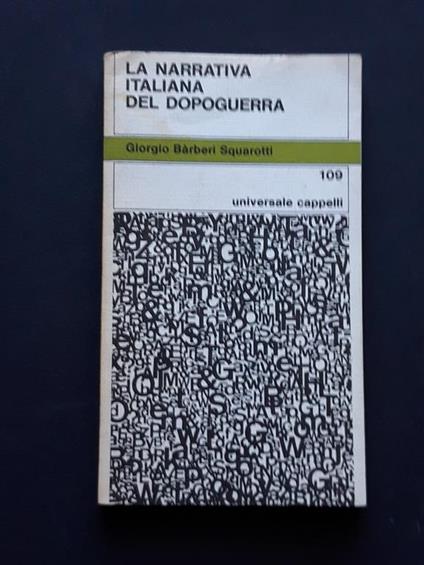 LA NARRATIVA
ITALIANA
DEL DOPOGUERRA
Giorgio Bàrberi Squarotti
109
universale cappelli